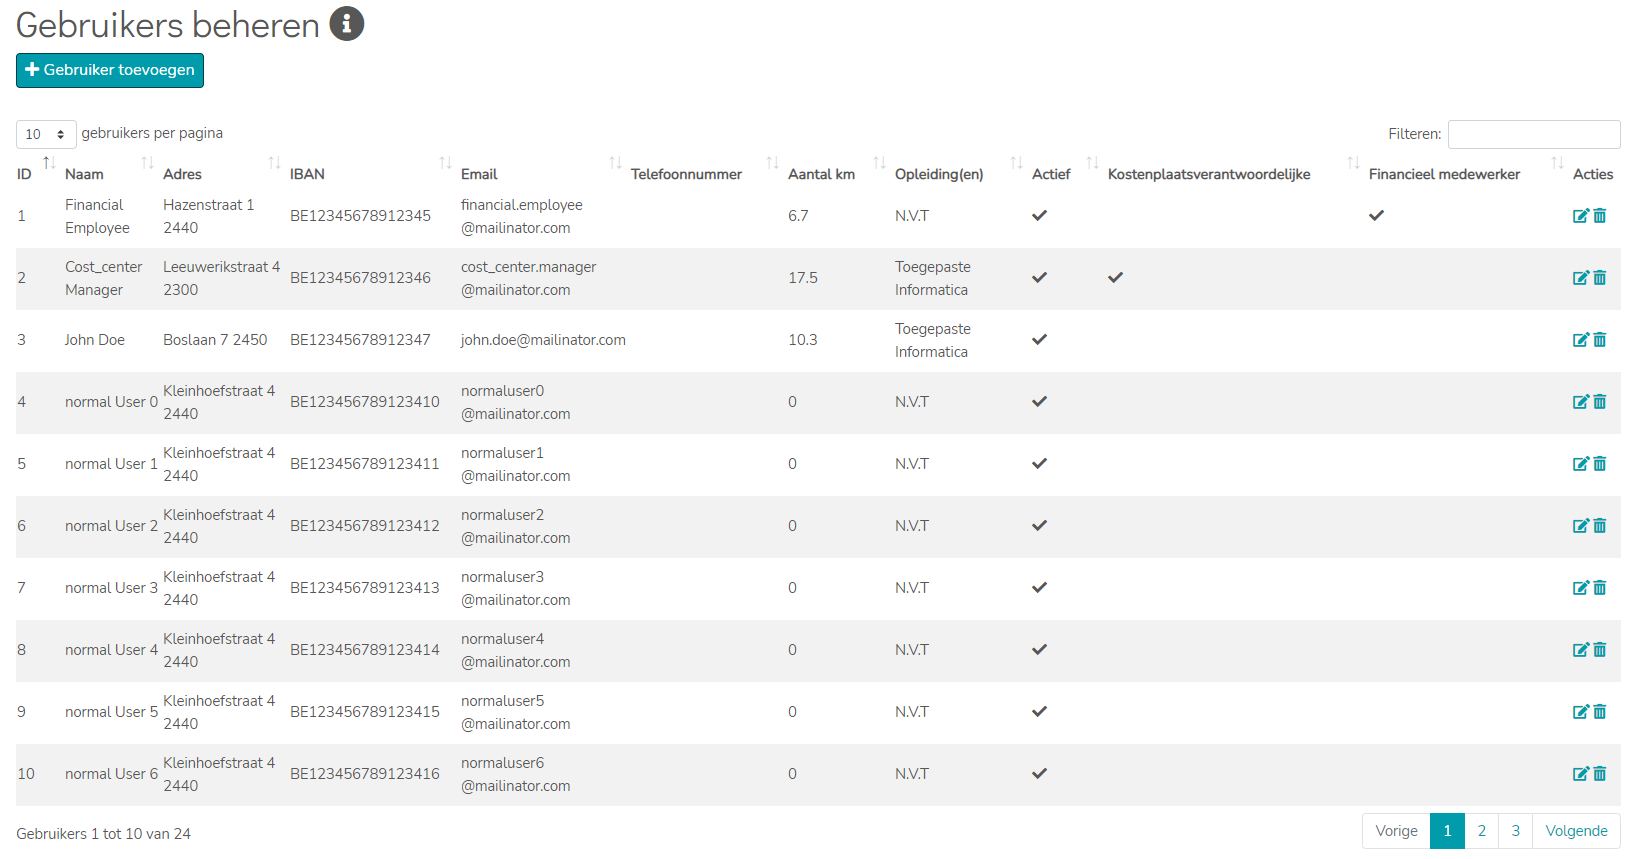 Gebruikers beheren
Gebruiker toevoegen
10 gebruikers per pagina
Filteren:
ID Naam Adres IBAN Email Telefoonnummer Aantal km Opleiding(en) Actief Kostenplaatsverantwoordelijke Financieel medewerker Acties
Financial Hazenstraat 1 financial.employee
1 BE12345678912345 6.7 N.V.T
Employee 2440 @mailinator.com
Cost_center Leeuwerikstraat 4 cost_center.manager Toegepaste
2 BE12345678912346 17.5
Manager 2300 @mailinator.com Informatica
Toegepaste
3 John Doe Boslaan 7 2450 BE12345678912347 john.doe@mailinator.com 10.3
Informatica
Kleinhoefstraat 4 normaluser0
4 normal User 0 BE123456789123410 0 N.V.T
2440 @mailinator.com
Kleinhoefstraat 4 normaluser1
5 normal User 1 BE123456789123411 0 N.V.T
2440 @mailinator.com
Kleinhoefstraat 4 normaluser2
6 normal User 2 BE123456789123412 0 N.V.T
2440 @mailinator.com
Kleinhoefstraat 4 normaluser3
7 normal User 3 BE123456789123413 0 N.V.T
2440 @mailinator.com
Kleinhoefstraat 4 normaluser4
8 normal User 4 BE123456789123414 0 N.V.T
2440 @mailinator.com
Kleinhoefstraat 4 normaluser5
9 normal User 5 BE123456789123415 0 N.V.T
2440 @mailinator.com
Kleinhoefstraat 4 normaluser6
10 normal User 6 BE123456789123416 0 N.V.T
2440 @mailinator.com
Gebruikers 1 tot 10 van 24
Vorige 1 2 3 Volgende